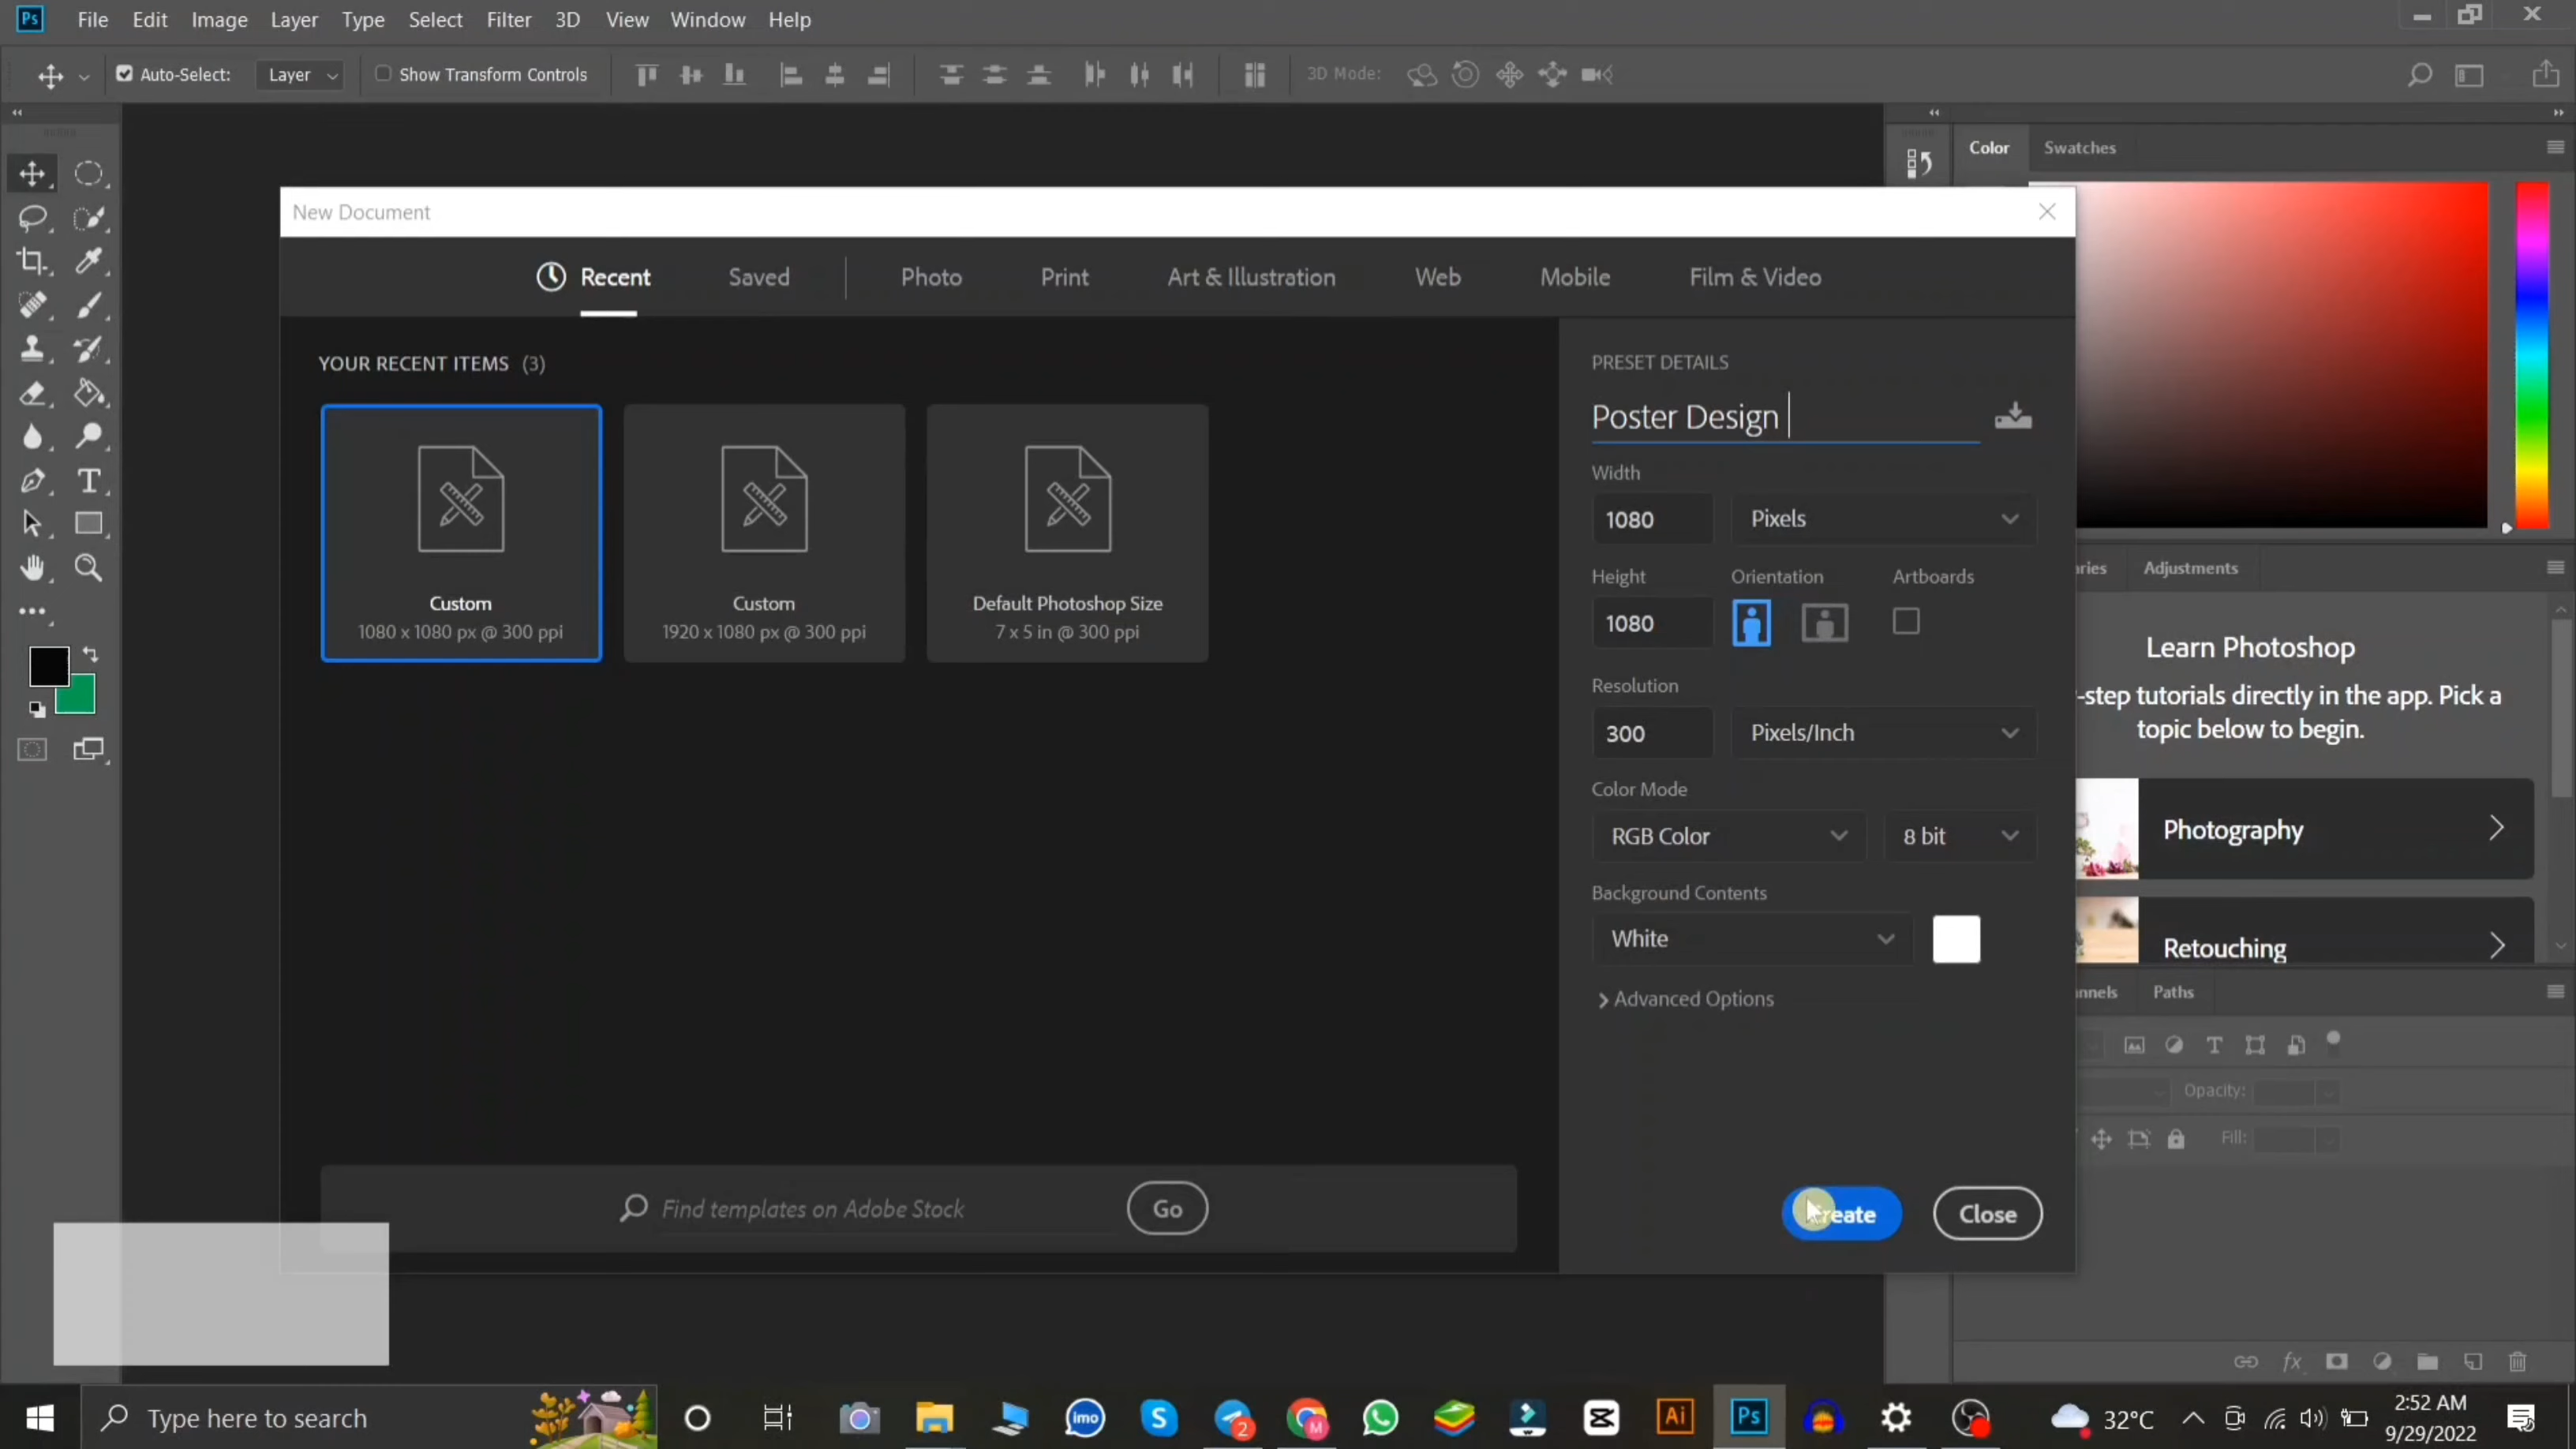 Ps File Edit Image Layer Type Select Filter 3D View Window Help
Auto-Select: Layer Show Transform Controls 3D Mode:
Color Swatches
New Document
Recent Saved Photo Print Art & Illustration Web Mobile Film & Video
YOUR RECENT ITEMS (3)
Custom
1080 x 1080 px @ 300 ppi
Custom
1920 x 1080 px @ 300 ppi
Default Photoshop Size
7 x 5 in @ 300 ppi
Find templates on Adobe Stock Go
PRESET DETAILS
Poster Design
Width
1080 Pixels
Height Orientation Artboards
1080
Resolution
300 Pixels/Inch
Color Mode
RGB Color 8 bit
Background Contents
White
Advanced Options
Close
Adjustments
Learn Photoshop
-step tutorials directly in the app. Pick a
topic below to begin.
Photography
Retouching
Paths
Opacity:
Fill:
Type here to search
imo
S
2
M
Ai
Ps
32°C
2:52 AM
9/29/2022